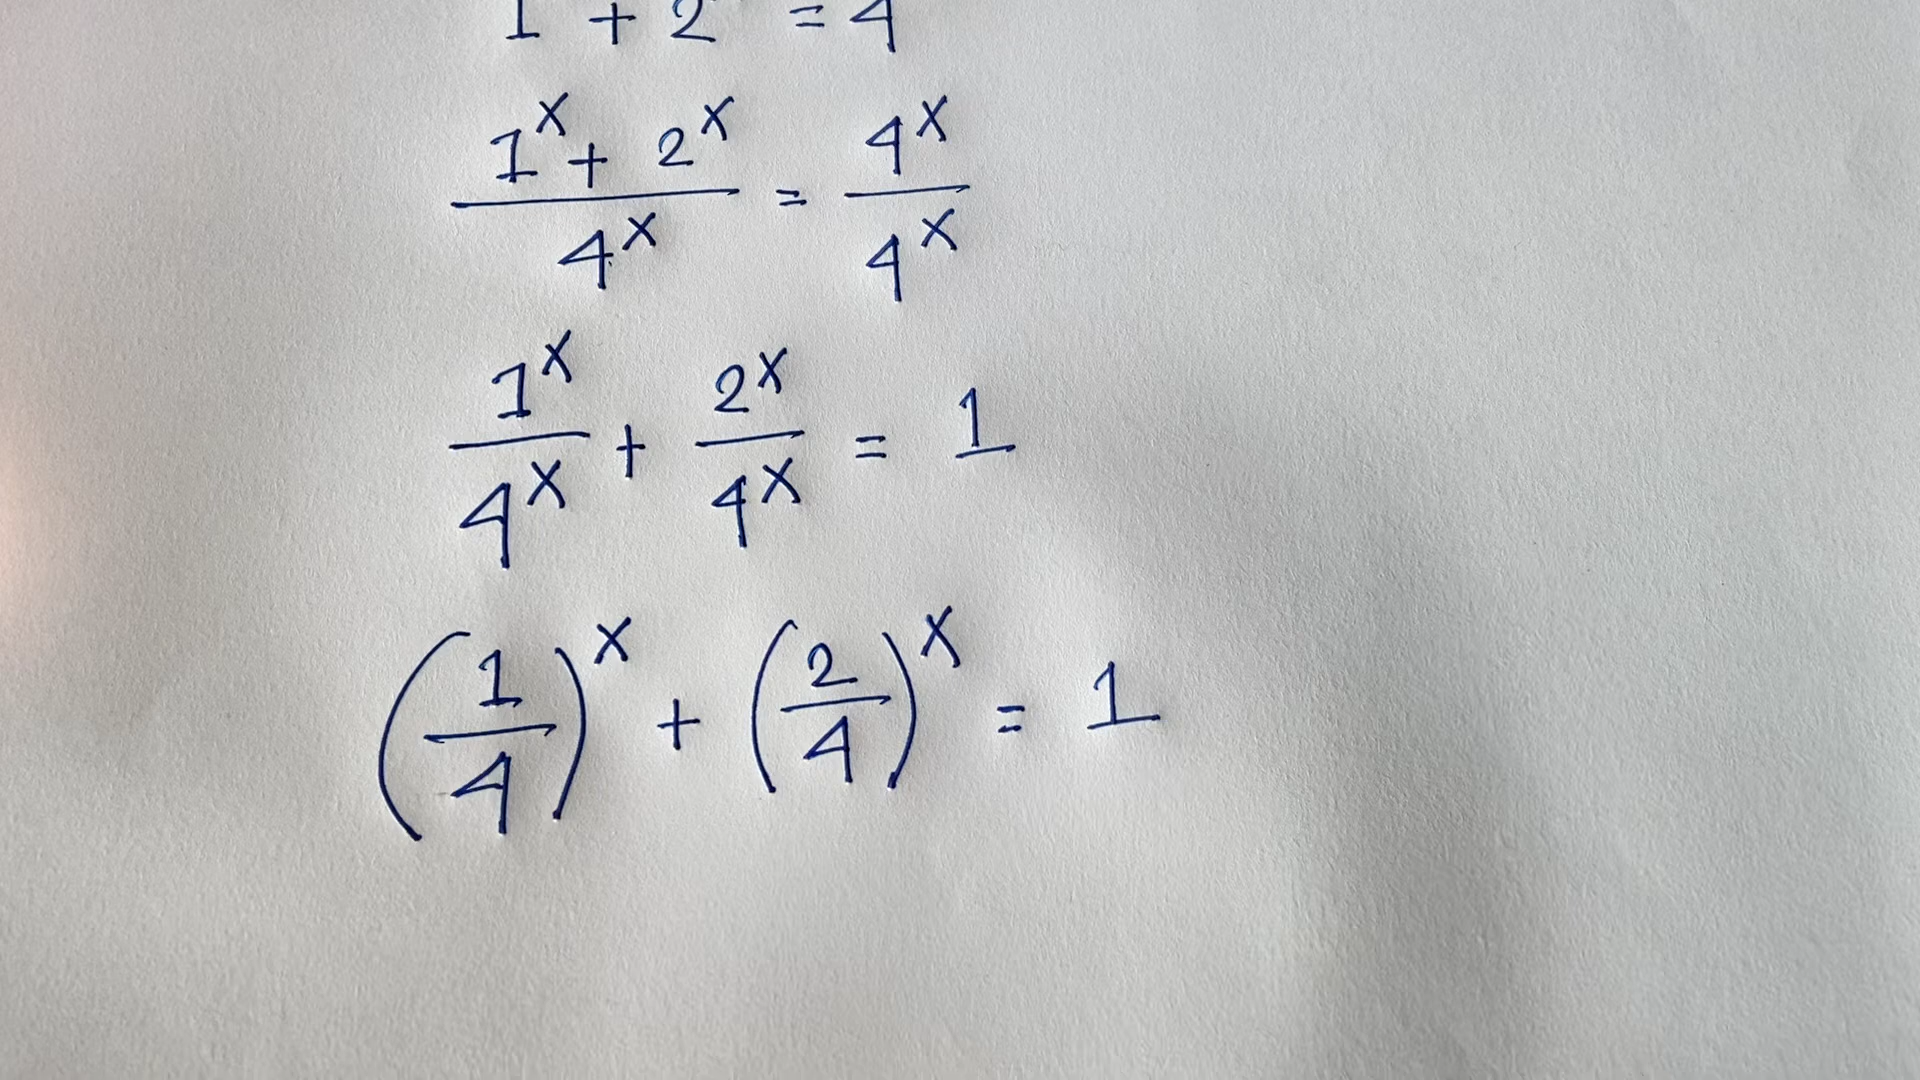 1 + 2 = 4
1^x + 2^x / 4^x = 4^x / 4^x
1^x / 4^x + 2^x / 4^x = 1
(1/4)^x + (2/4)^x = 1